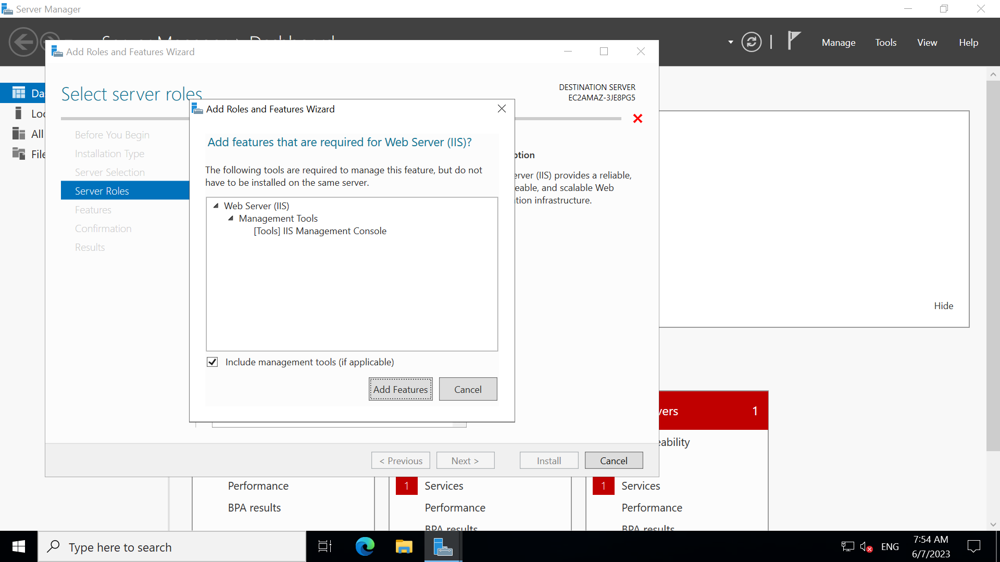 Server Manager
Manage
Tools
View
Help
Add Roles and Features Wizard
Select server roles
DESTINATION SERVER
EC2AMAZ-3JE8PG5
Before You Begin
Installation Type
Server Selection
Server Roles
Features
Confirmation
Results
Add Roles and Features Wizard
Add features that are required for Web Server (IIS)?
The following tools are required to manage this feature, but do not
have to be installed on the same server.
Web Server (IIS)
Management Tools
[Tools] IIS Management Console
Include management tools (if applicable)
Add Features
Cancel
ption
erver (IIS) provides a reliable,
eable, and scalable Web
tion infrastructure.
< Previous
Next >
Install
Cancel
Da
Loc
All
File
Hide
vers
1
eability
Performance
BPA results
1
Services
Performance
BPA results
1
Services
Performance
BPA results
Type here to search
ENG
7:54 AM
6/7/2023